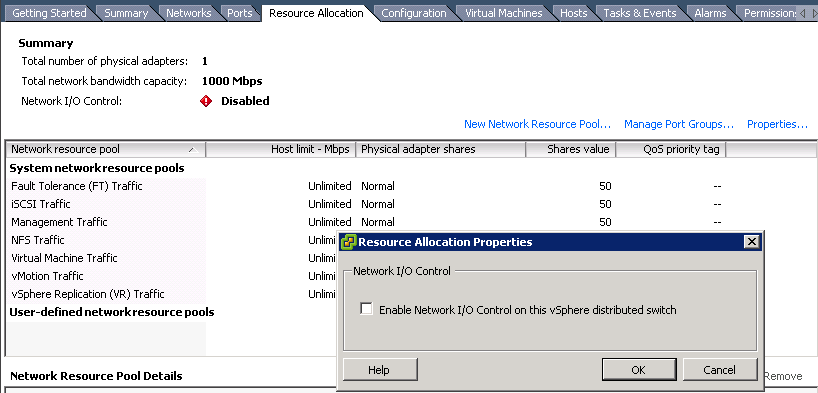 Getting Started Summary Networks Ports Resource Allocation Configuration Virtual Machines Hosts Tasks & Events Alarms Permissions
Summary
Total number of physical adapters: 1
Total network bandwidth capacity: 1000 Mbps
Network I/O Control: Disabled
New Network Resource Pool... Manage Port Groups... Properties...
Network resource pool Host limit - Mbps Physical adapter shares Shares value QoS priority tag
System network resource pools
Fault Tolerance (FT) Traffic Unlimited Normal 50 --
iSCSI Traffic Unlimited Normal 50 --
Management Traffic Unlimited Normal 50 --
NFS Traffic Unlimi
Virtual Machine Traffic Unlimi
vMotion Traffic Unlimi
vSphere Replication (VR) Traffic Unlimi
User-defined network resource pools
Resource Allocation Properties
Network I/O Control
Enable Network I/O Control on this vSphere distributed switch
Help OK Cancel
Network Resource Pool Details Remove